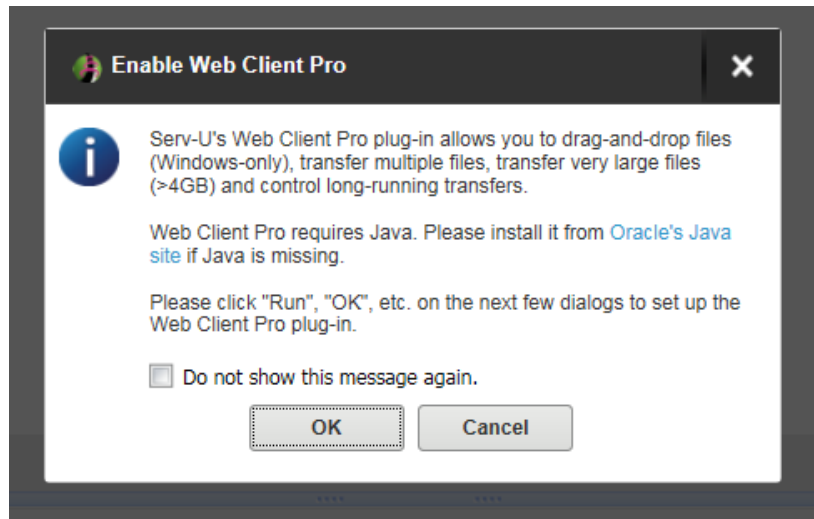 Enable Web Client Pro
Serv-U's Web Client Pro plug-in allows you to drag-and-drop files
(Windows-only), transfer multiple files, transfer very large files
(>4GB) and control long-running transfers.
Web Client Pro requires Java. Please install it from Oracle's Java
site if Java is missing.
Please click "Run", "OK", etc. on the next few dialogs to set up the
Web Client Pro plug-in.
Do not show this message again.
OK
Cancel